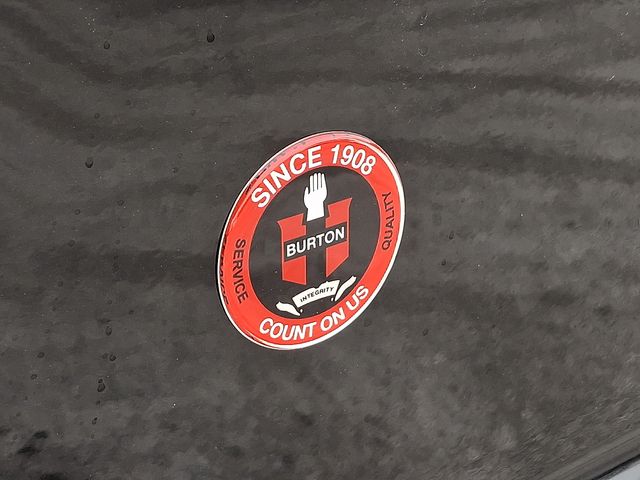 SINCE 1908
SERVICE
QUALITY
BURTON
INTEGRITY
COUNT ON US